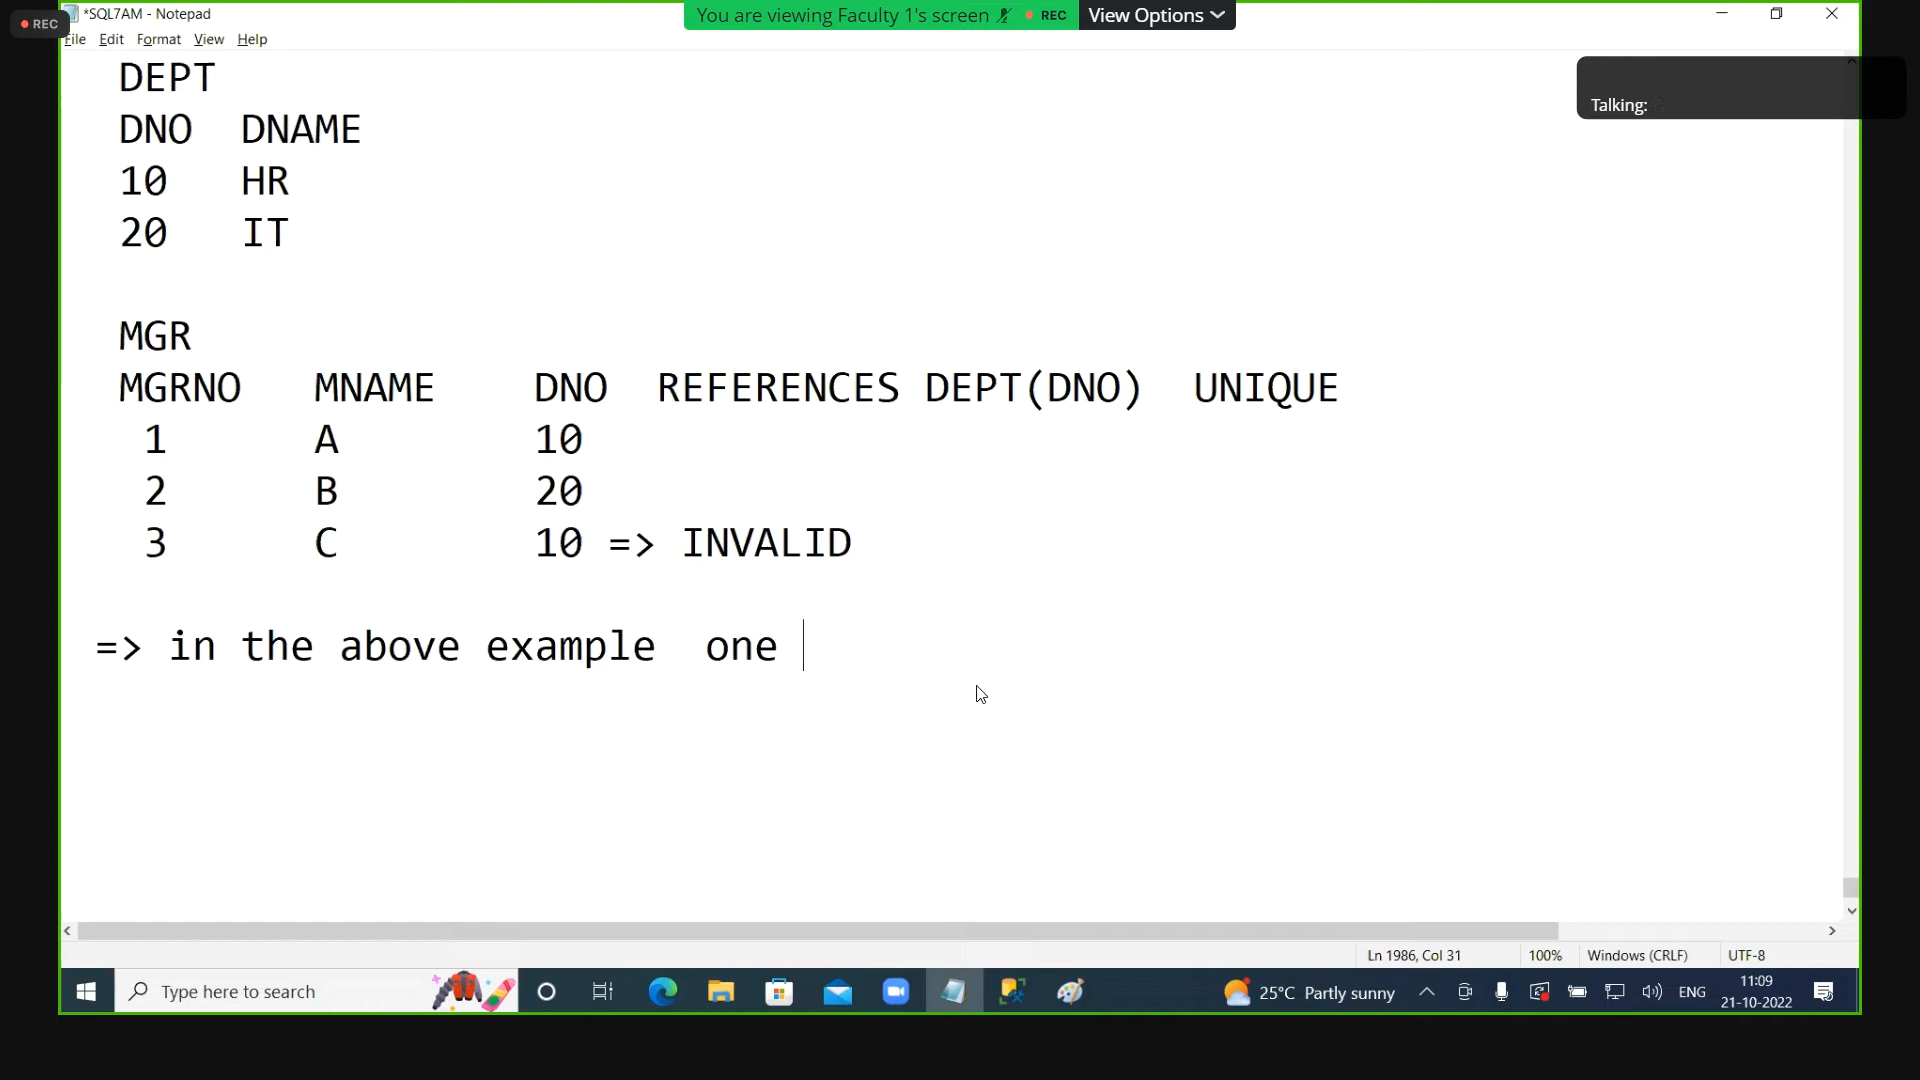 REC
*SQL7AM - Notepad
You are viewing Faculty 1's screen REC View Options
File Edit Format View Help
Talking:
DEPT
DNO DNAME
10 HR
20 IT
MGR
MGRNO MNAME DNO REFERENCES DEPT(DNO) UNIQUE
1 A 10
2 B 20
3 C 10 => INVALID
=> in the above example one
Ln 1986, Col 31 100% Windows (CRLF) UTF-8
Type here to search
25°C Partly sunny
ENG
11:09
21-10-2022